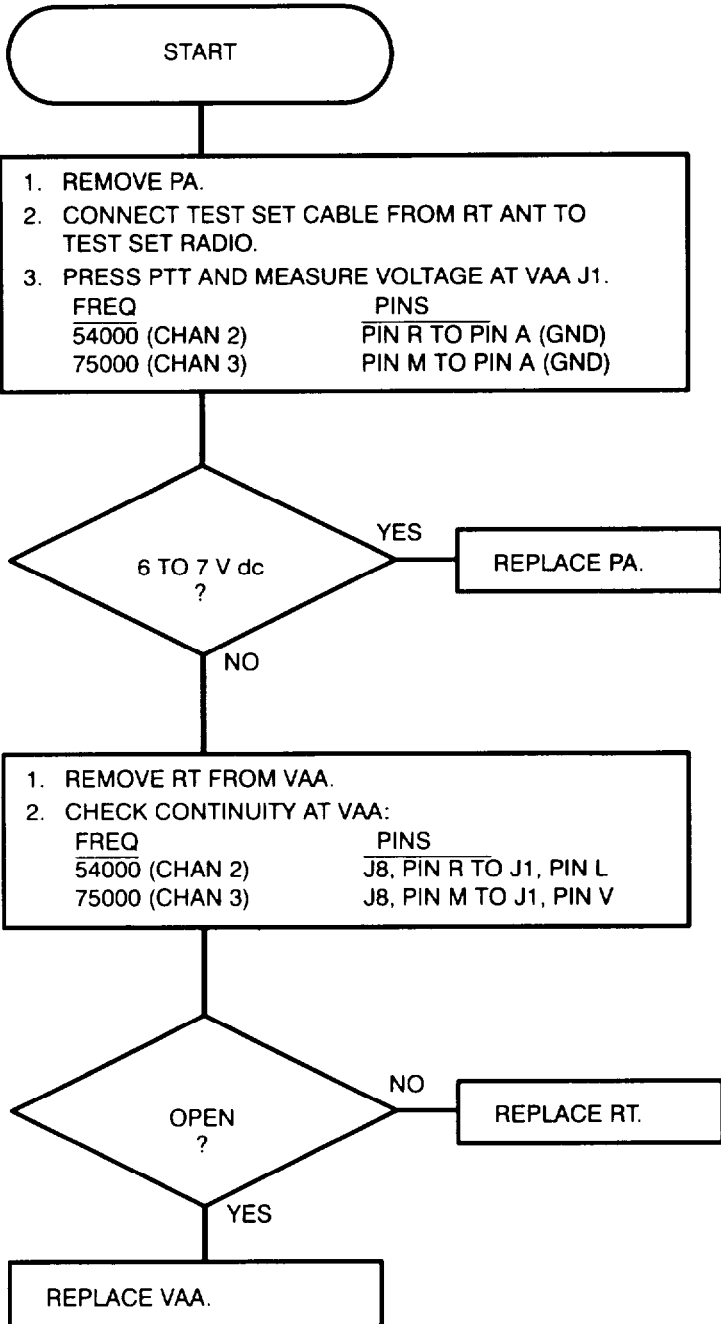 START
1. REMOVE PA.
2. CONNECT TEST SET CABLE FROM RT ANT TO
TEST SET RADIO.
3. PRESS PTT AND MEASURE VOLTAGE AT VAA J1.
FREQ PINS
54000 (CHAN 2) PIN R TO PIN A (GND)
75000 (CHAN 3) PIN M TO PIN A (GND)
6 TO 7 V dc
?
YES
REPLACE PA.
NO
1. REMOVE RT FROM VAA.
2. CHECK CONTINUITY AT VAA:
FREQ PINS
54000 (CHAN 2) J8, PIN R TO J1, PIN L
75000 (CHAN 3) J8, PIN M TO J1, PIN V
OPEN
?
NO
REPLACE RT.
YES
REPLACE VAA.